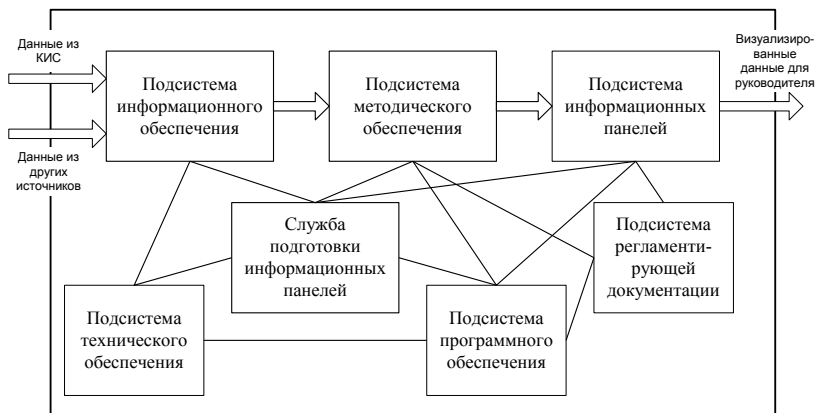 Данные из
КИС
Данные из
других
источников
Подсистема
информационного
обеспечения
Подсистема
методического
обеспечения
Подсистема
информационных
панелей
Визуализиро-
ванные
данные для
руководителя
Служба
подготовки
информационных
панелей
Подсистема
регламенти-
рующей
документации
Подсистема
технического
обеспечения
Подсистема
программного
обеспечения